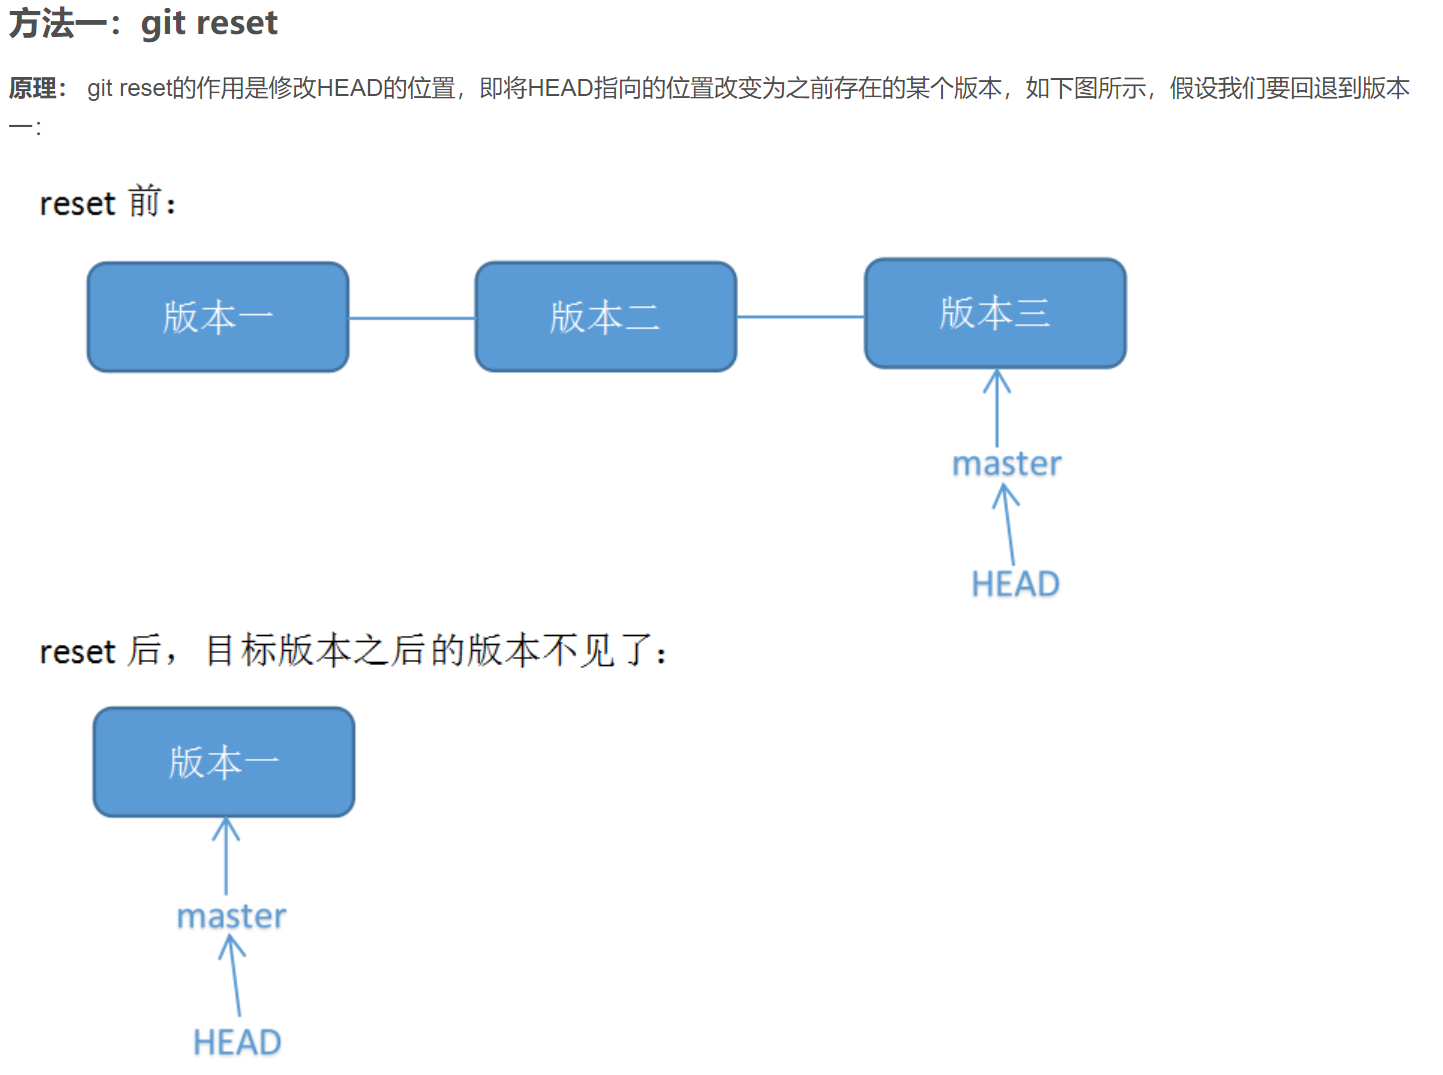 方法一：git reset
原理： git reset的作用是修改HEAD的位置，即将HEAD指向的位置改变为之前存在的某个版本，如下图所示，假设我们要回退到版本
一：
reset 前：
版本一
版本二
版本三
master
HEAD
reset 后，目标版本之后的版本不见了：
版本一
master
HEAD